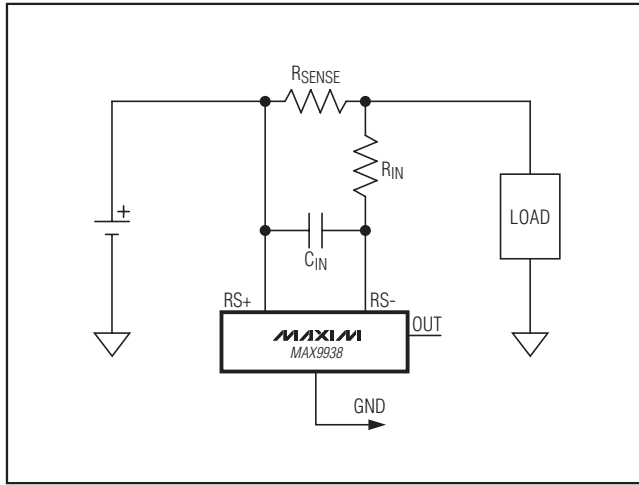 RSENSE
RIN
+
LOAD
CIN
RS+
RS-
MAXIM
OUT
MAX9938
GND